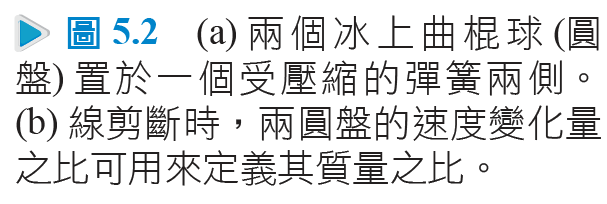 圖 5.2 (a) 兩個冰上曲棍球 (圓
盤) 置於一個受壓縮的彈簧兩側。
(b) 線剪斷時，兩圓盤的速度變化量
之比可用來定義其質量之比。